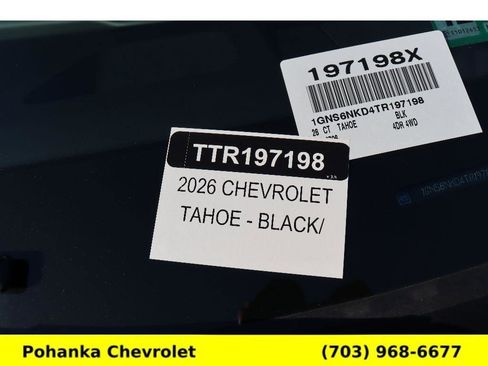 197198X
1GNS6NKD4TR197198
26 CT TAHOE BLK
4DR 4WD
TTR197198
2026 CHEVROLET
TAHOE - BLACK/
Pohanka Chevrolet (703) 968-6677